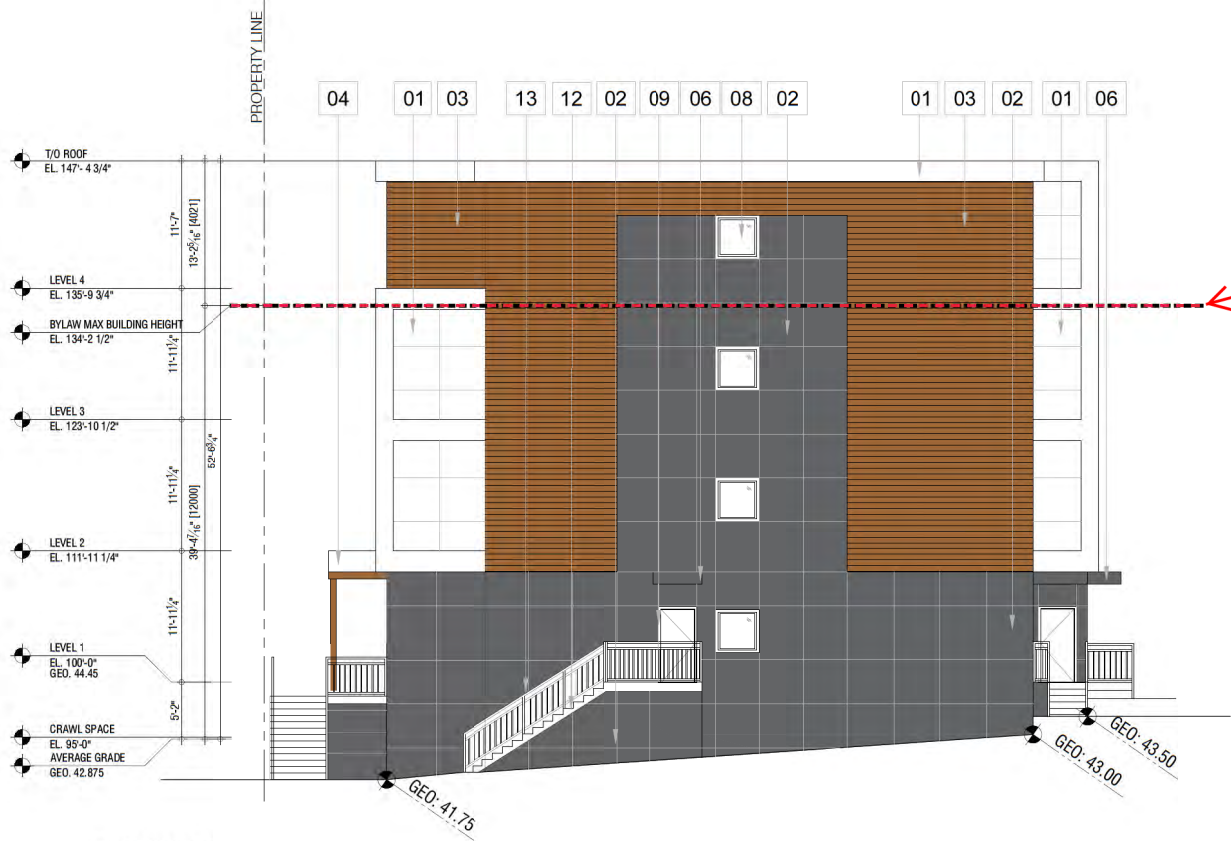 PROPERTY LINE
04 01 03 13 12 02 09 06 08 02 01 03 02 01 06
T/O ROOF
EL. 147'- 4 3/4"
11'-7"
13'-2 5/16" [4021]
LEVEL 4
EL. 135'-9 3/4"
BYLAW MAX BUILDING HEIGHT
EL. 134'-2 1/2"
11'-11 1/4"
LEVEL 3
EL. 123'-10 1/2"
52'-6 3/4"
11'-11 1/4"
39'-4 7/16" [12000]
LEVEL 2
EL. 111'-11 1/4"
11'-11 1/4"
LEVEL 1
EL. 100'-0"
GEO. 44.45
5'-2"
CRAWL SPACE
EL. 95'-0"
AVERAGE GRADE
GEO. 42.875
GEO: 41.75
GEO: 43.00
GEO: 43.50